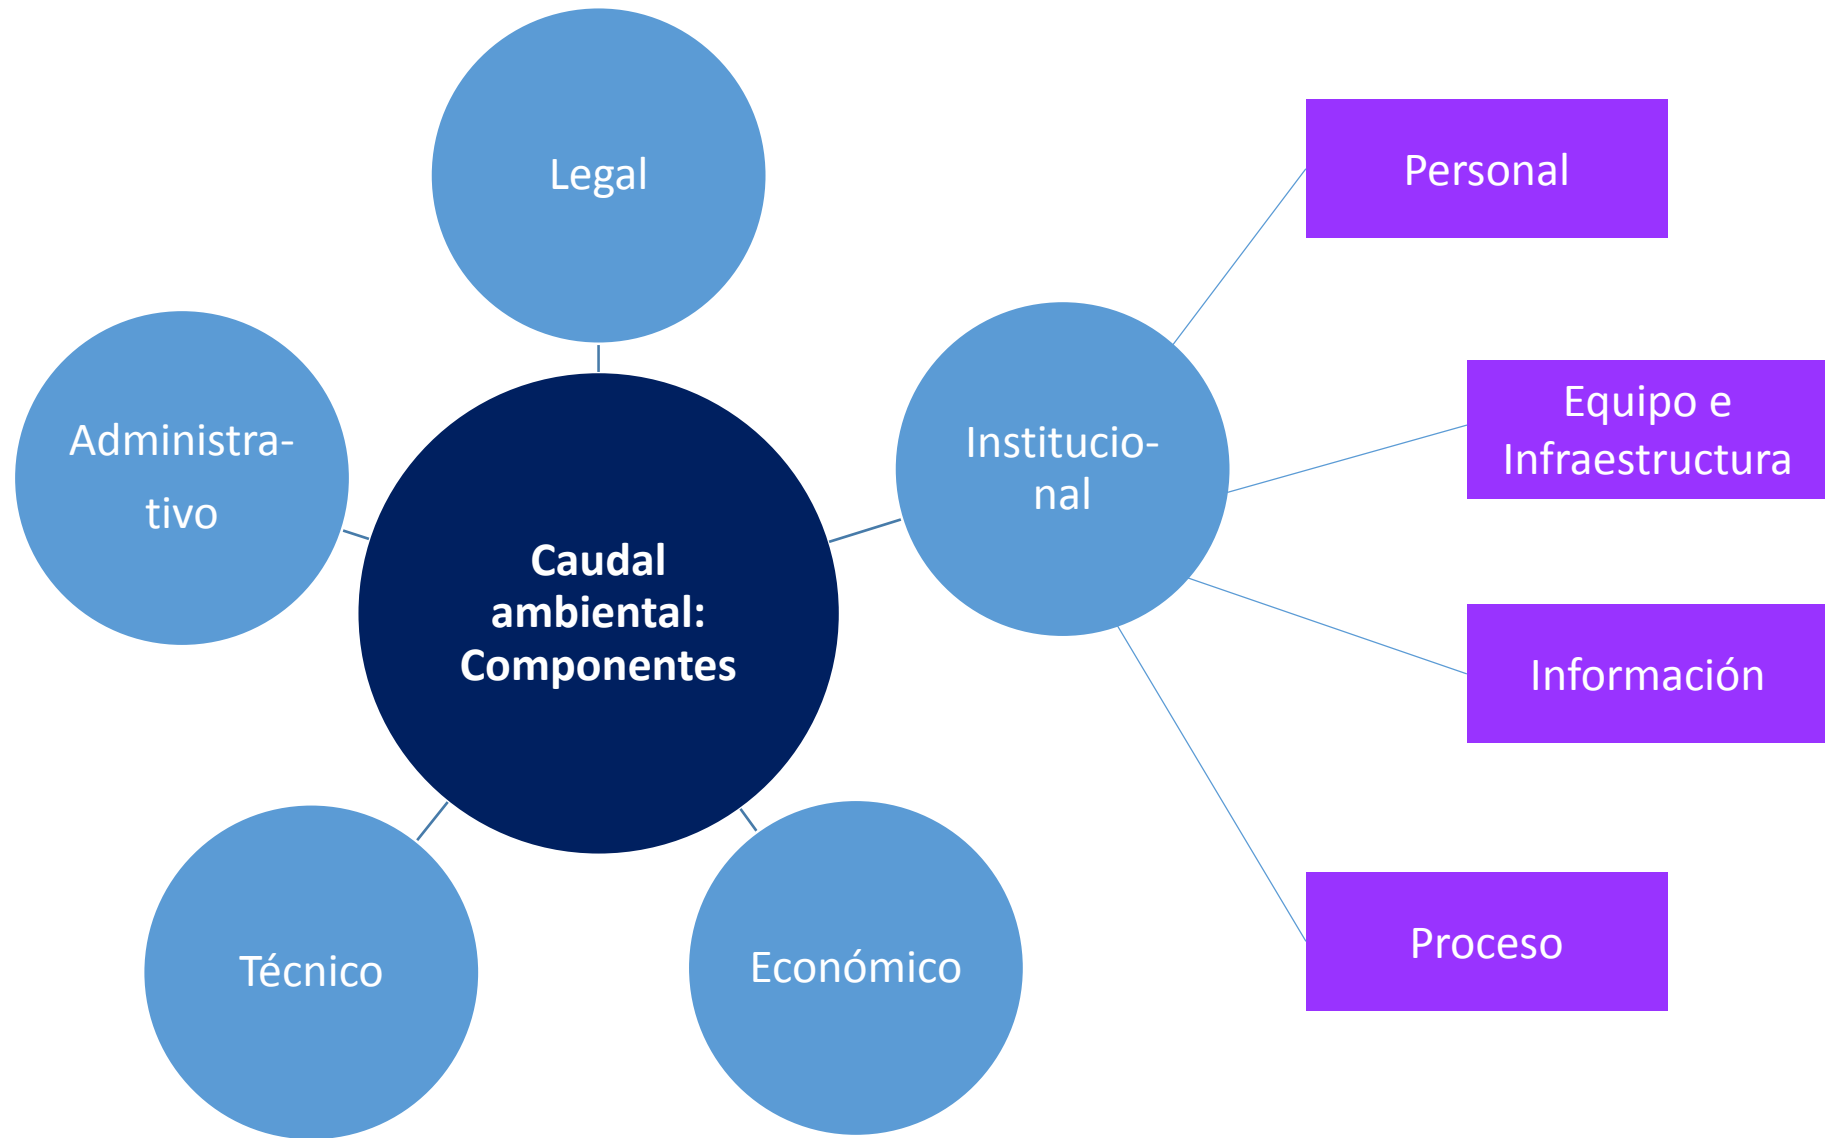 Legal
Administra-
tivo
Caudal
ambiental:
Componentes
Institucio-
nal
Técnico
Económico
Personal
Equipo e
Infraestructura
Información
Proceso